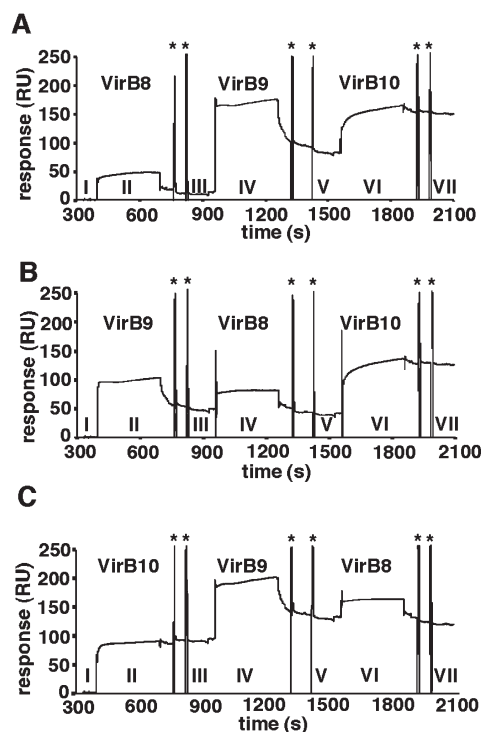 A
* * * * * *
250
200
150
100
50
0
response (RU)
VirB8 VirB9 VirB10
I II III IV V VI VII
300 600 900 1200 1500 1800 2100
time (s)
B
* * * * * *
250
200
150
100
50
0
response (RU)
VirB9 VirB8 VirB10
I II III IV V VI VII
300 600 900 1200 1500 1800 2100
time (s)
C
* * * * * *
250
200
150
100
50
0
response (RU)
VirB10 VirB9 VirB8
I II III IV V VI VII
300 600 900 1200 1500 1800 2100
time (s)